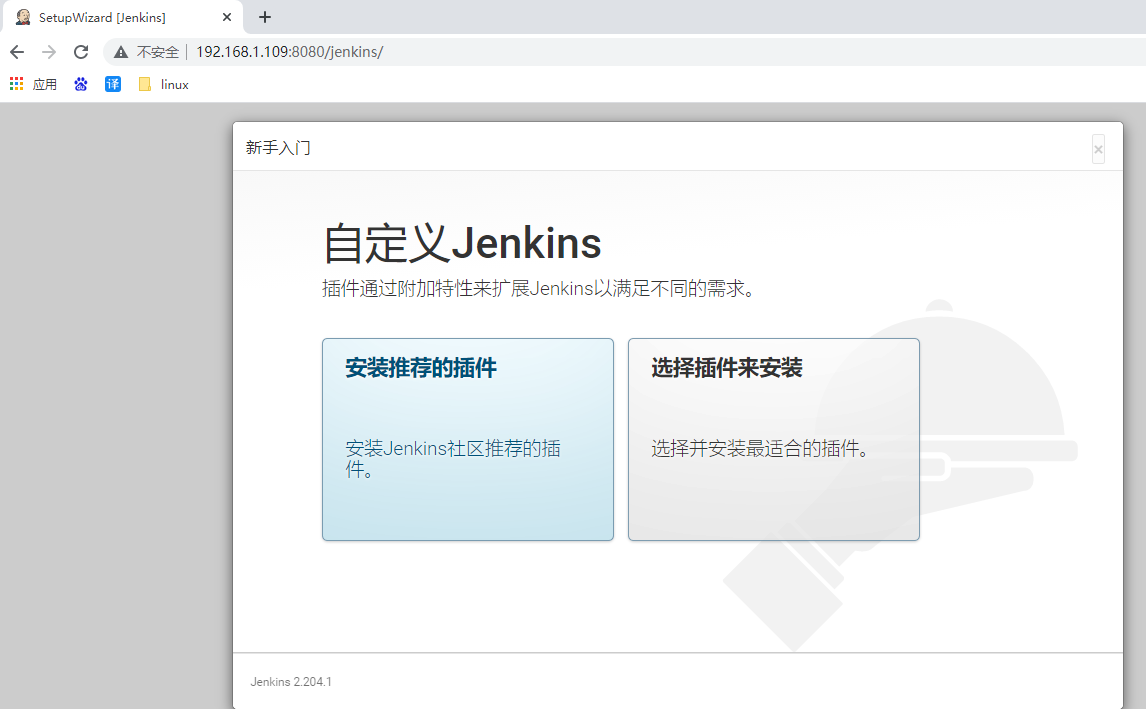 SetupWizard [Jenkins]
不安全 192.168.1.109:8080/jenkins/
应用 译 linux
新手入门
自定义Jenkins
插件通过附加特性来扩展Jenkins以满足不同的需求。
安装推荐的插件
安装Jenkins社区推荐的插
件。
选择插件来安装
选择并安装最适合的插件。
Jenkins 2.204.1